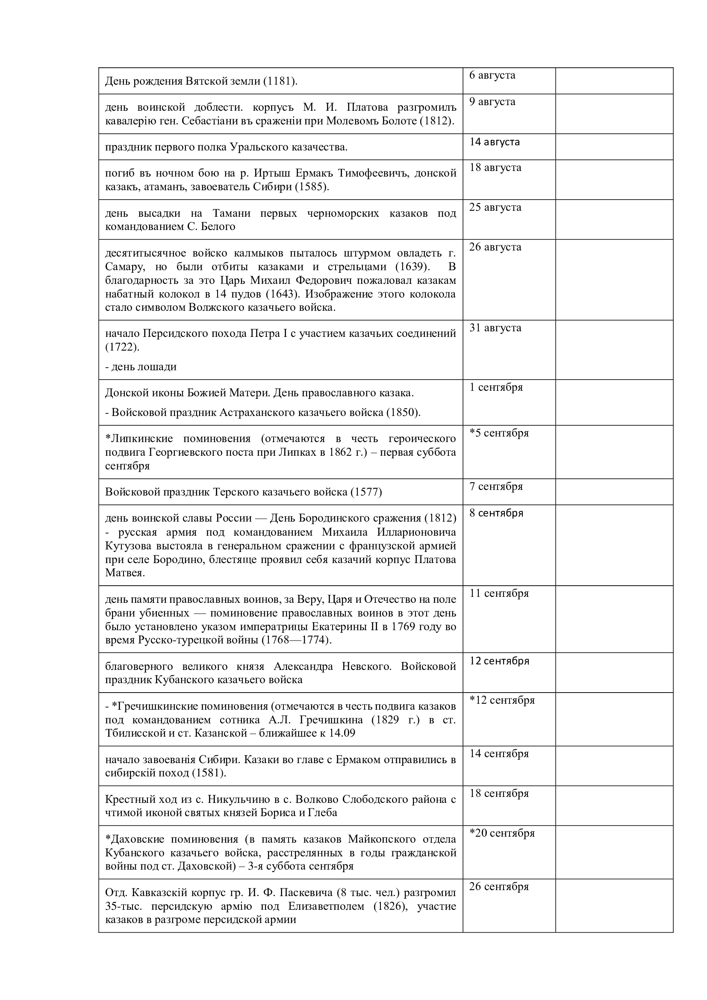 День рождения Вятской земли (1181).
6 августа
день воинской доблести. корпусъ М. И. Платова разгромилъ
кавалерію ген. Себастіани въ сраженіи при Молевомъ Болоте (1812).
9 августа
праздник первого полка Уральского казачества.
14 августа
погиб въ ночном бою на р. Иртыш Ермакъ Тимофеевичъ, донской
казакъ, атаманъ, завоеватель Сибири (1585).
18 августа
день высадки на Тамани первых черноморских казаков под
командованием С. Белого
25 августа
десятитысячное войско калмыков пыталось штурмом овладеть г.
Самару, но были отбиты казаками и стрельцами (1639). В
благодарность за это Царь Михаил Федорович пожаловал казакам
набатный колокол в 14 пудов (1643). Изображение этого колокола
стало символом Волжского казачьего войска.
26 августа
начало Персидского похода Петра I с участием казачьих соединений
(1722).
- день лошади
31 августа
Донской иконы Божией Матери. День православного казака.
- Войсковой праздник Астраханского казачьего войска (1850).
1 сентября
*Липкинские поминовения (отмечаются в честь героического
подвига Георгиевского поста при Липках в 1862 г.) – первая суббота
сентября
*5 сентября
Войсковой праздник Терского казачьего войска (1577)
7 сентября
день воинской славы России — День Бородинского сражения (1812)
- русская армия под командованием Михаила Илларионовича
Кутузова выстояла в генеральном сражении с французской армией
при селе Бородино, блестяще проявил себя казачий корпус Платова
Матвея.
8 сентября
день памяти православных воинов, за Веру, Царя и Отечество на поле
брани убиенных — поминовение православных воинов в этот день
было установлено указом императрицы Екатерины II в 1769 году во
время Русско-турецкой войны (1768—1774).
11 сентября
благоверного великого князя Александра Невского. Войсковой
праздник Кубанского казачьего войска
12 сентября
- *Гречишкинские поминовения (отмечаются в честь подвига казаков
под командованием сотника А.Л. Гречишкина (1829 г.) в ст.
Тбилисской и ст. Казанской – ближайшее к 14.09
*12 сентября
начало завоеванія Сибири. Казаки во главе с Ермаком отправились в
сибирскій поход (1581).
14 сентября
Крестный ход из с. Никульчино в с. Волково Слободского района с
чтимой иконой святых князей Бориса и Глеба
18 сентября
*Даховские поминовения (в память казаков Майкопского отдела
Кубанского казачьего войска, расстрелянных в годы гражданской
войны под ст. Даховской) – 3-я суббота сентября
*20 сентября
Отд. Кавказскій корпус гр. И. Ф. Паскевича (8 тыс. чел.) разгромил
35-тыс. персидскую армію под Елизаветполем (1826), участие
казаков в разгроме персидской армии
26 сентября